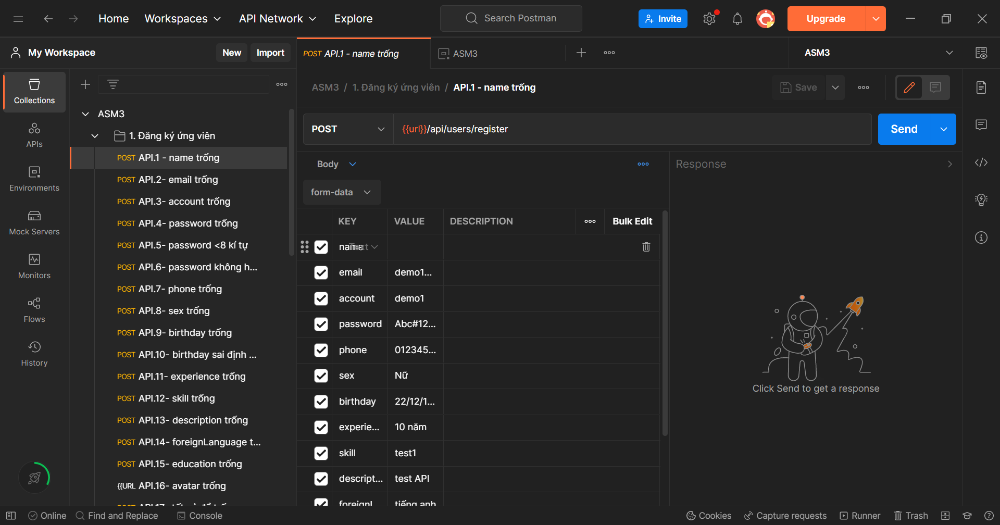 Home Workspaces API Network Explore Search Postman Invite Upgrade
My Workspace New Import
POST API.1 - name trống ASM3 ASM3
Collections
APIs
Environments
Mock Servers
Monitors
Flows
History
ASM3
1. Đăng ký ứng viên
POST API.1 - name trống
POST API.2- email trống
POST API.3- account trống
POST API.4- password trống
POST API.5- password <8 kí tự
POST API.6- password không h...
POST API.7- phone trống
POST API.8- sex trống
POST API.9- birthday trống
POST API.10- birthday sai định ...
POST API.11- experience trống
POST API.12- skill trống
POST API.13- description trống
POST API.14- foreignLanguage t...
POST API.15- education trống
{{URL API.16- avatar trống
ASM3 / 1. Đăng ký ứng viên / API.1 - name trống Save
POST {{url}}/api/users/register Send
Body
form-data
KEY VALUE DESCRIPTION Bulk Edit
name Text
email demo1...
account demo1
password Abc#12...
phone 012345...
sex Nữ
birthday 22/12/1...
experie... 10 năm
skill test1
descript... test API
foreignl tiếng anh
Response
Click Send to get a response
Online Find and Replace Console Cookies Capture requests Runner Trash